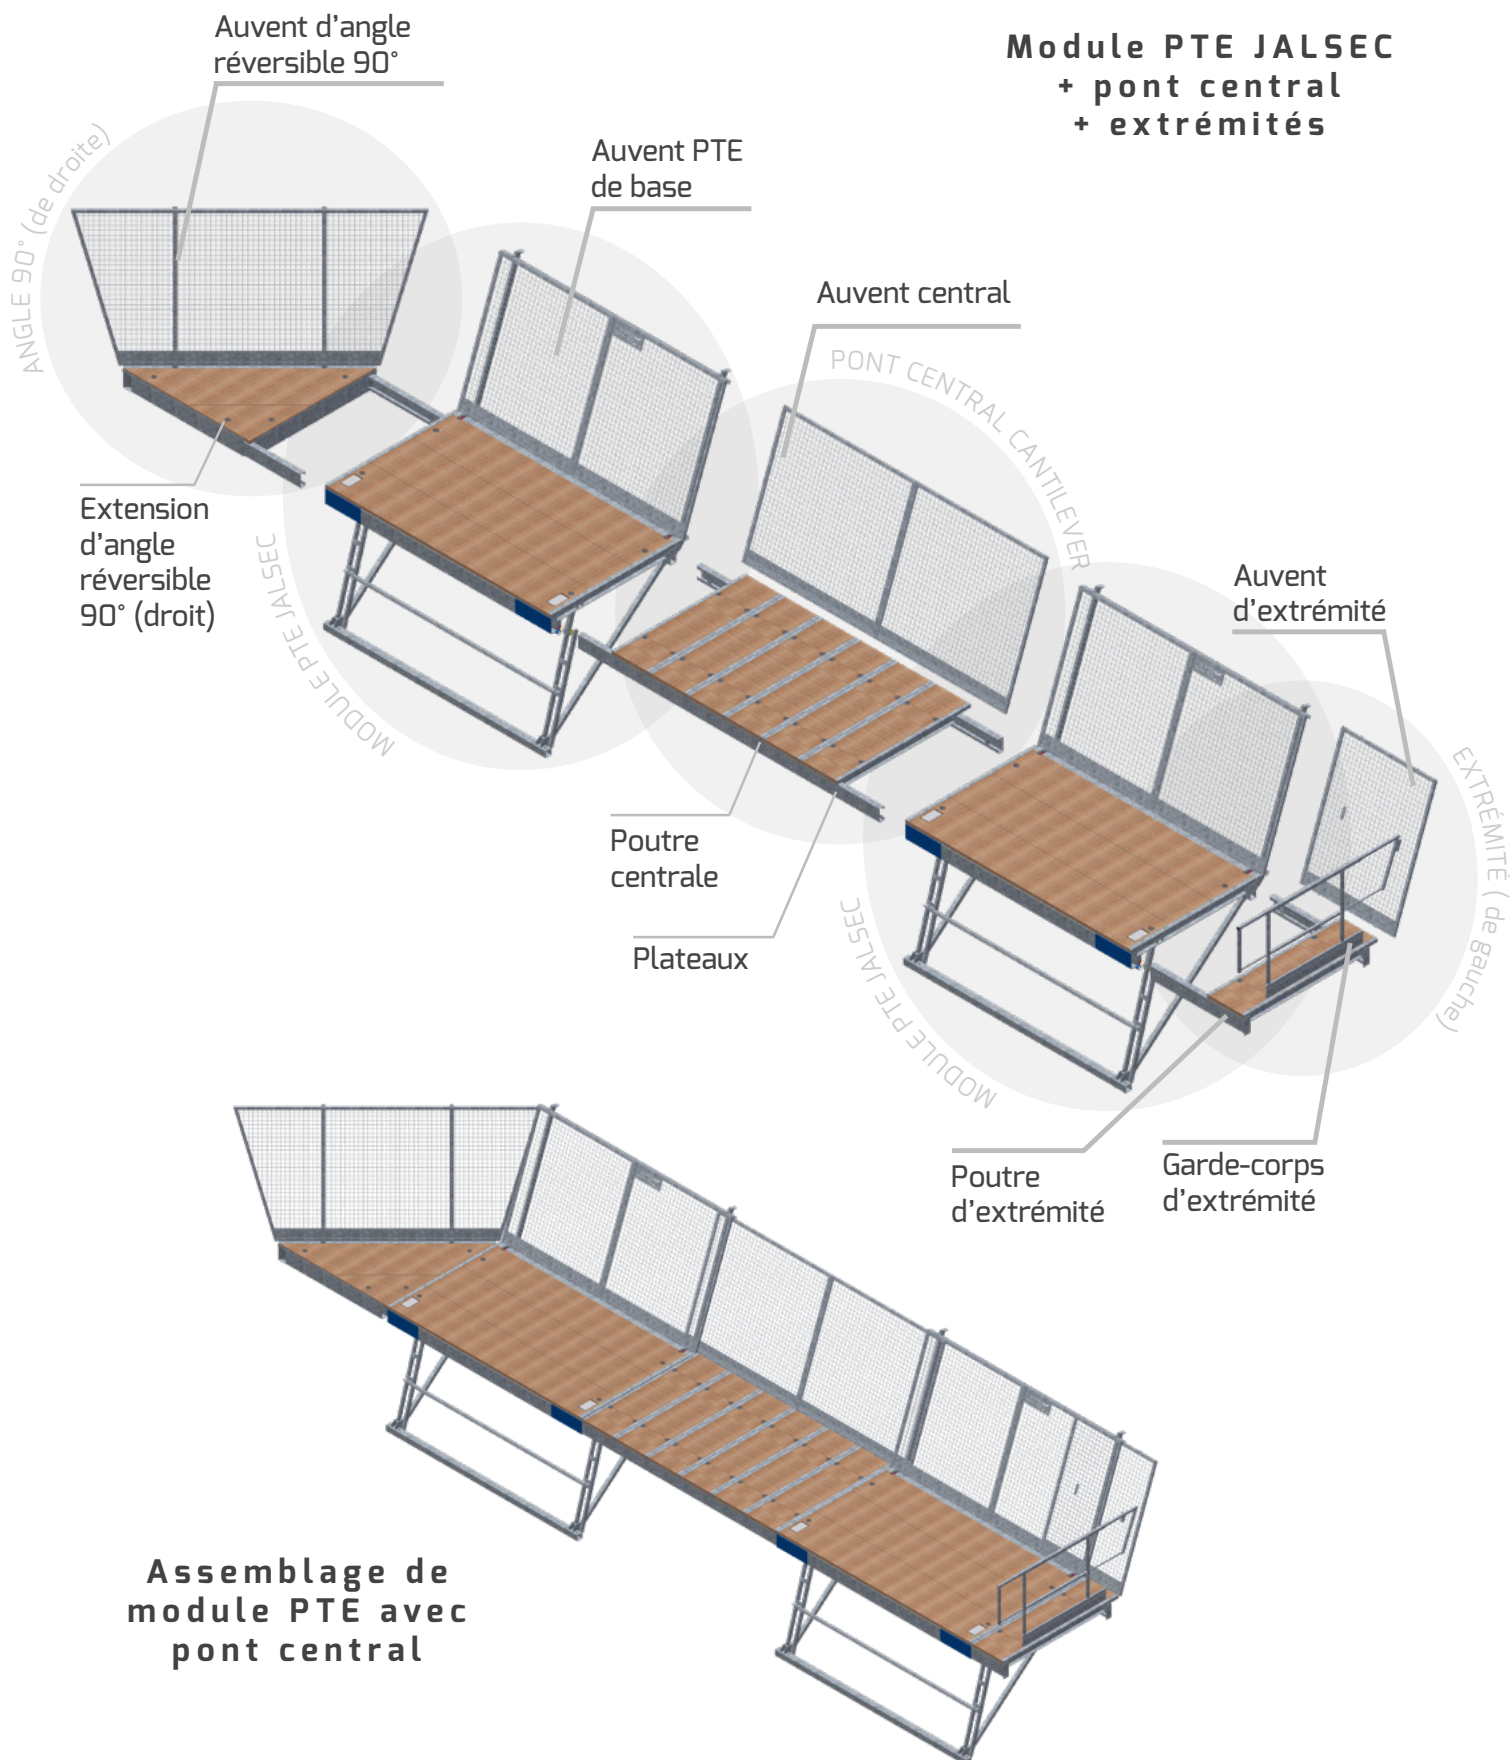 Auvent d'angle
réversible 90°
Module PTE JALSEC
+ pont central
+ extrémités
ANGLE 90° (de droite)
Auvent PTE
de base
Auvent central
PONT CENTRAL CANTILEVER
Extension
d'angle
réversible
90° (droit)
MODULE PTE JALSEC
Auvent
d'extrémité
EXTRÉMITÉ (de gauche)
Poutre
centrale
Plateaux
MODULE PTE JALSEC
Poutre
d'extrémité
Garde-corps
d'extrémité
Assemblage de
module PTE avec
pont central